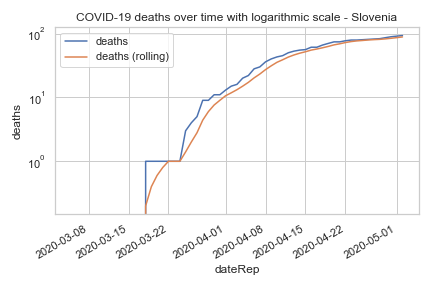 COVID-19 deaths over time with logarithmic scale - Slovenia
10²
10¹
10⁰
deaths
deaths
deaths (rolling)
2020-03-08
2020-03-15
2020-03-22
2020-04-01
2020-04-08
2020-04-15
2020-04-22
2020-05-01
dateRep